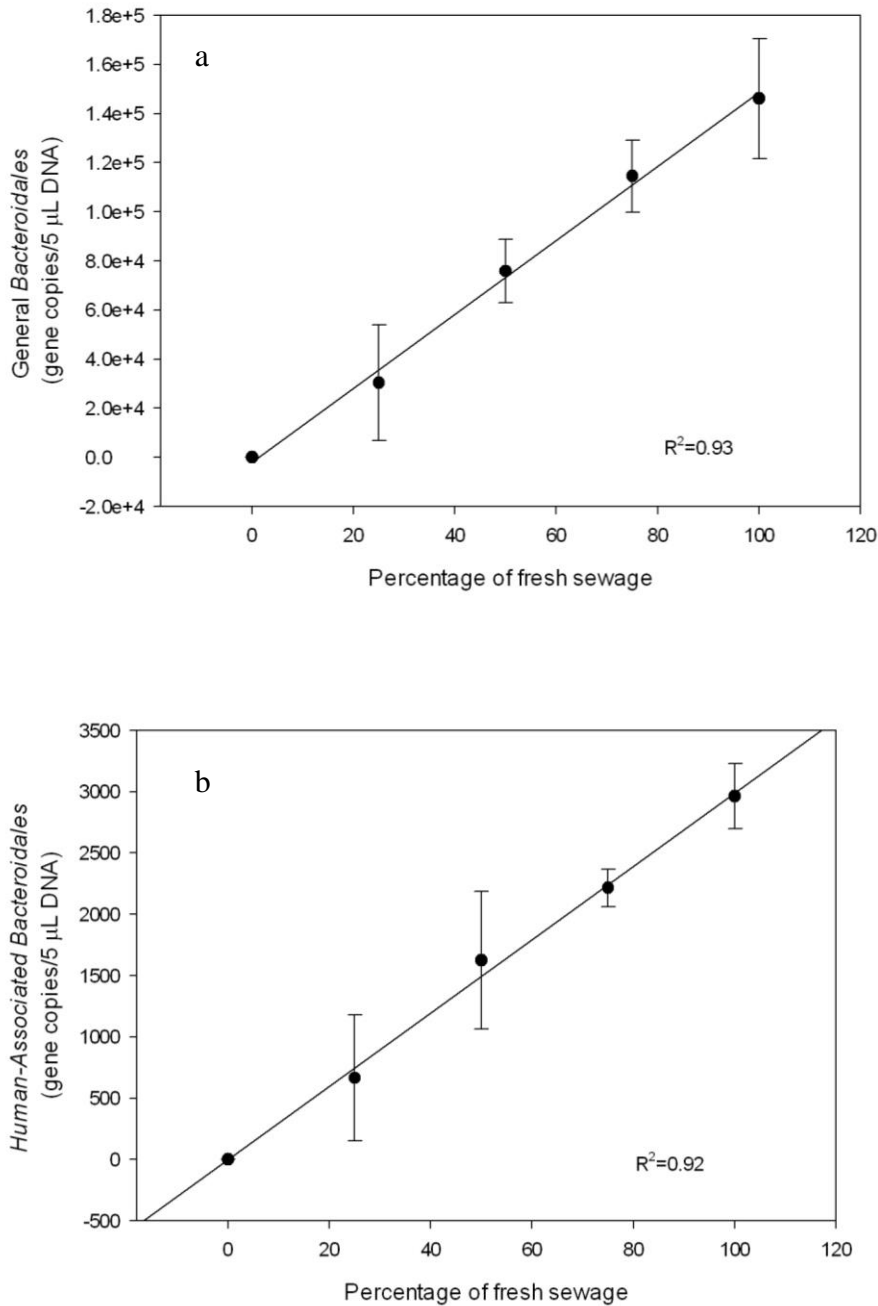 a
General Bacteroidales
(gene copies/5 μL DNA)
1.8e+5
1.6e+5
1.4e+5
1.2e+5
1.0e+5
8.0e+4
6.0e+4
4.0e+4
2.0e+4
0.0
-2.0e+4
R²=0.93
0 20 40 60 80 100 120
Percentage of fresh sewage
b
Human-Associated Bacteroidales
(gene copies/5 μL DNA)
3500
3000
2500
2000
1500
1000
500
0
-500
R²=0.92
0 20 40 60 80 100 120
Percentage of fresh sewage